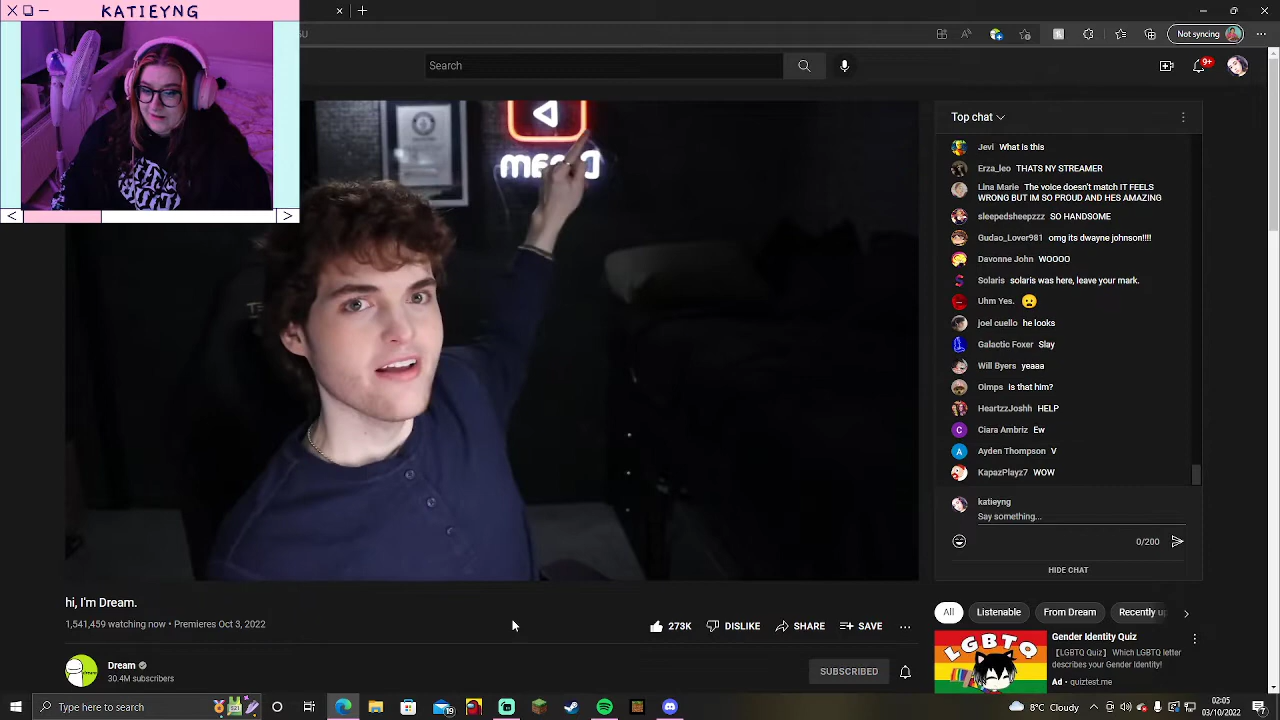 KATIEYNG
Not syncing
Search
9+
Top chat
Jevi What is this
Erza_leo THATS NY STREAMER
Lina Marie The voice doesn't match IT FEELS
WRONG BUT im SO PROUD AND HES AMAZING
sleepedsheepzzz SO HANDSOME
Gudao_Lover981 omg its dwayne johnson!!!!
Davonne John WOOOO
Solaris solaris was here, leave your mark.
Uhm Yes.
joel cuello he looks
Galactic Foxer Slay
Will Byers yeaaa
Olmps Is that him?
HeartzzJoshh HELP
Ciara Ambriz Ew
Ayden Payton V
KapazPlayz7 WOW
katieyng
Say something...
0/200
HIDE CHAT
hi, I'm Dream.
1,541,459 watching now • Premieres Oct 3, 2022
273K DISLIKE SHARE SAVE
All Listenable From Dream Recently up
LGBTQ
Gender Identity Quiz
【LGBTQ Quiz】 Which LGBTQ letter
describes your Gender Identity!
Ad • quiztest.me
Dream
30.4M subscribers
SUBSCRIBED
Type here to search
8°C Cloudy
02:05
03/10/2022